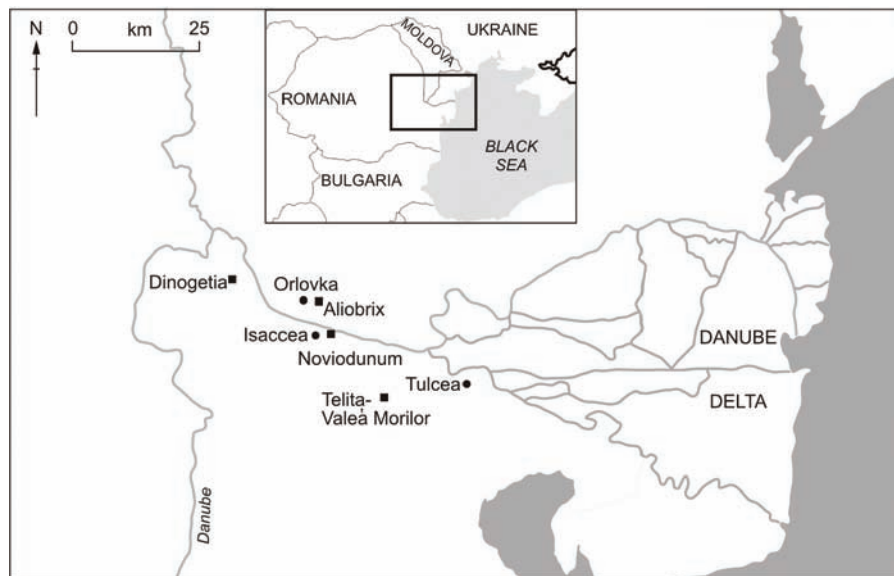 N
0 km 25
UKRAINE
MOLDOVA
ROMANIA
BLACK
SEA
BULGARIA
Dinogetia
Orlovka
Aliobrix
Isaccea
Noviodunum
DANUBE
Tulcea
Telița-
Valea Morilor
DELTA
Danube